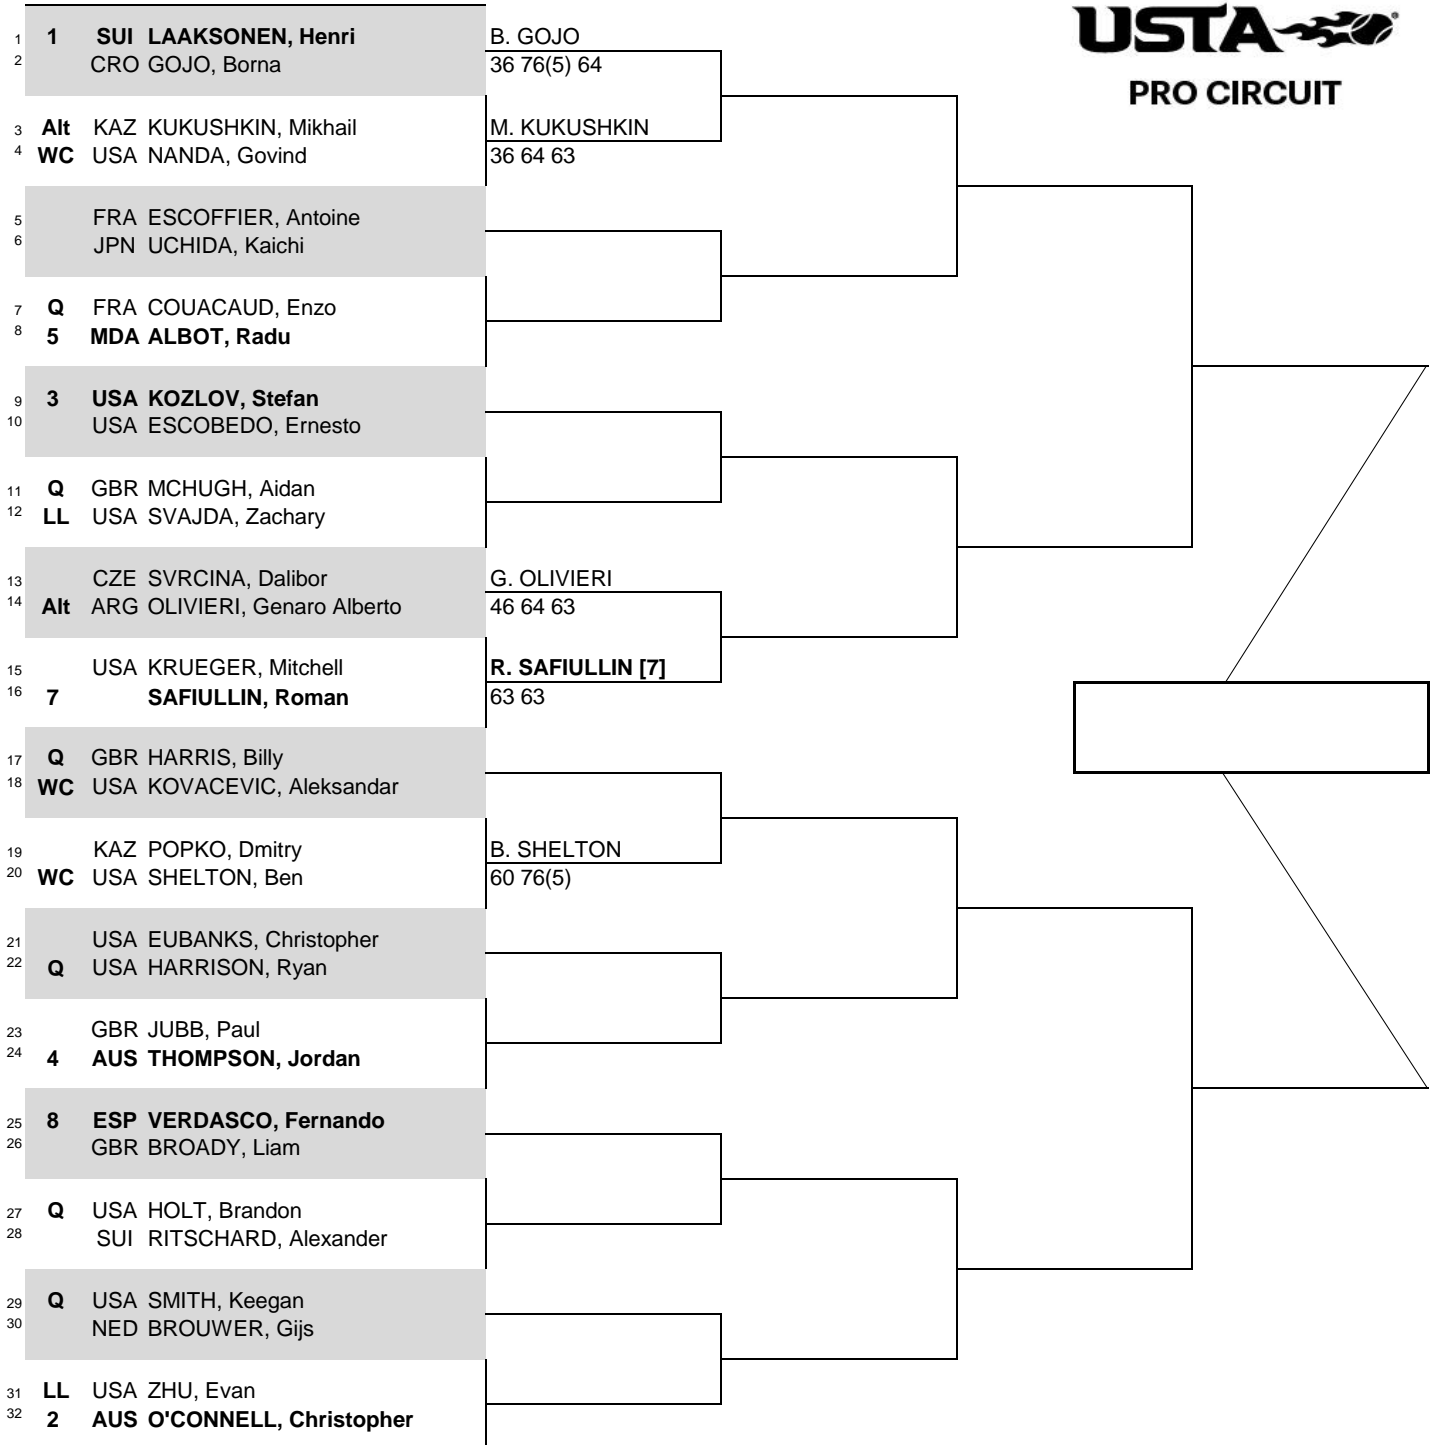 USTA
PRO CIRCUIT
1 1 SUI LAAKSONEN, Henri B. GOJO
2 CRO GOJO, Borna 36 76(5) 64
3 Alt KAZ KUKUSHKIN, Mikhail M. KUKUSHKIN
4 WC USA NANDA, Govind 36 64 63
5 FRA ESCOFFIER, Antoine
6 JPN UCHIDA, Kaichi
7 Q FRA COUACAUD, Enzo
8 5 MDA ALBOT, Radu
9 3 USA KOZLOV, Stefan
10 USA ESCOBEDO, Ernesto
11 Q GBR MCHUGH, Aidan
12 LL USA SVAJDA, Zachary
13 CZE SVRCINA, Dalibor G. OLIVIERI
14 Alt ARG OLIVIERI, Genaro Alberto 46 64 63
15 USA KRUEGER, Mitchell R. SAFIULLIN [7]
16 7 SAFIULLIN, Roman 63 63
17 Q GBR HARRIS, Billy
18 WC USA KOVACEVIC, Aleksandar
19 KAZ POPKO, Dmitry B. SHELTON
20 WC USA SHELTON, Ben 60 76(5)
21 USA EUBANKS, Christopher
22 Q USA HARRISON, Ryan
23 GBR JUBB, Paul
24 4 AUS THOMPSON, Jordan
25 8 ESP VERDASCO, Fernando
26 GBR BROADY, Liam
27 Q USA HOLT, Brandon
28 SUI RITSCHARD, Alexander
29 Q USA SMITH, Keegan
30 NED BROUWER, Gijs
31 LL USA ZHU, Evan
32 2 AUS O'CONNELL, Christopher